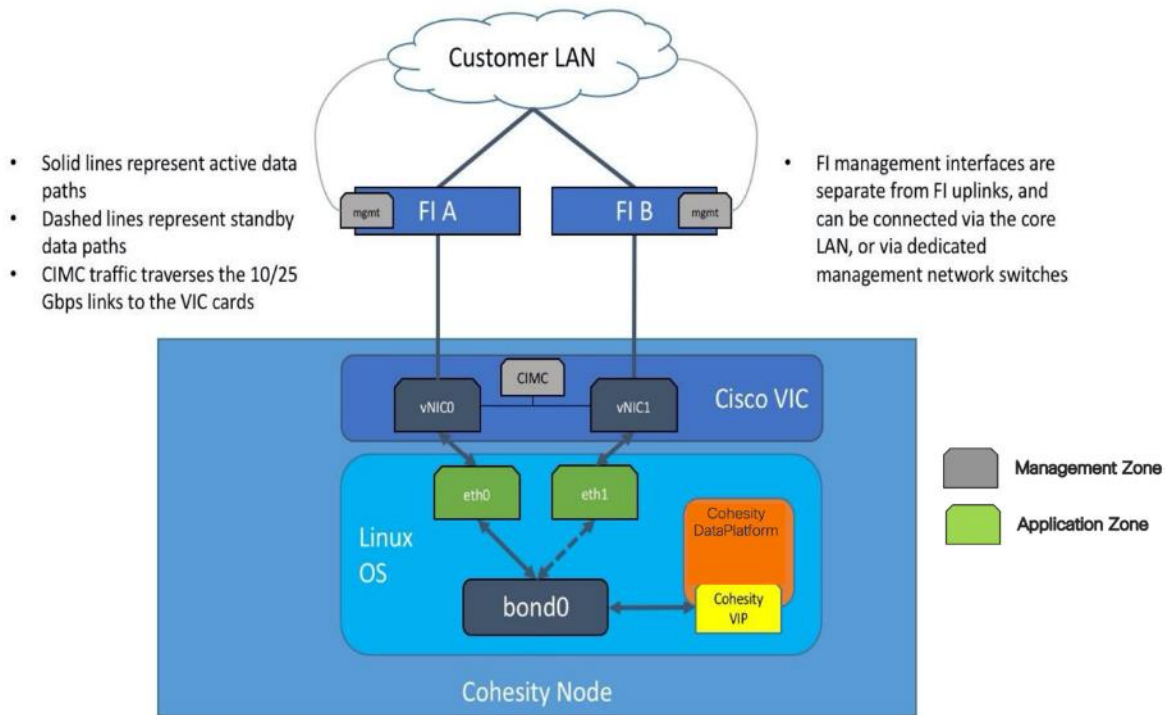 Customer LAN
• Solid lines represent active data
paths
• Dashed lines represent standby
data paths
• CIMC traffic traverses the 10/25
Gbps links to the VIC cards
• FI management interfaces are
separate from FI uplinks, and
can be connected via the core
LAN, or via dedicated
management network switches
mgmt
FI A
FI B
mgmt
CIMC
vNIC0
vNIC1
Cisco VIC
eth0
eth1
Linux
OS
Cohesity
DataPlatform
bond0
Cohesity
VIP
Cohesity Node
Management Zone
Application Zone